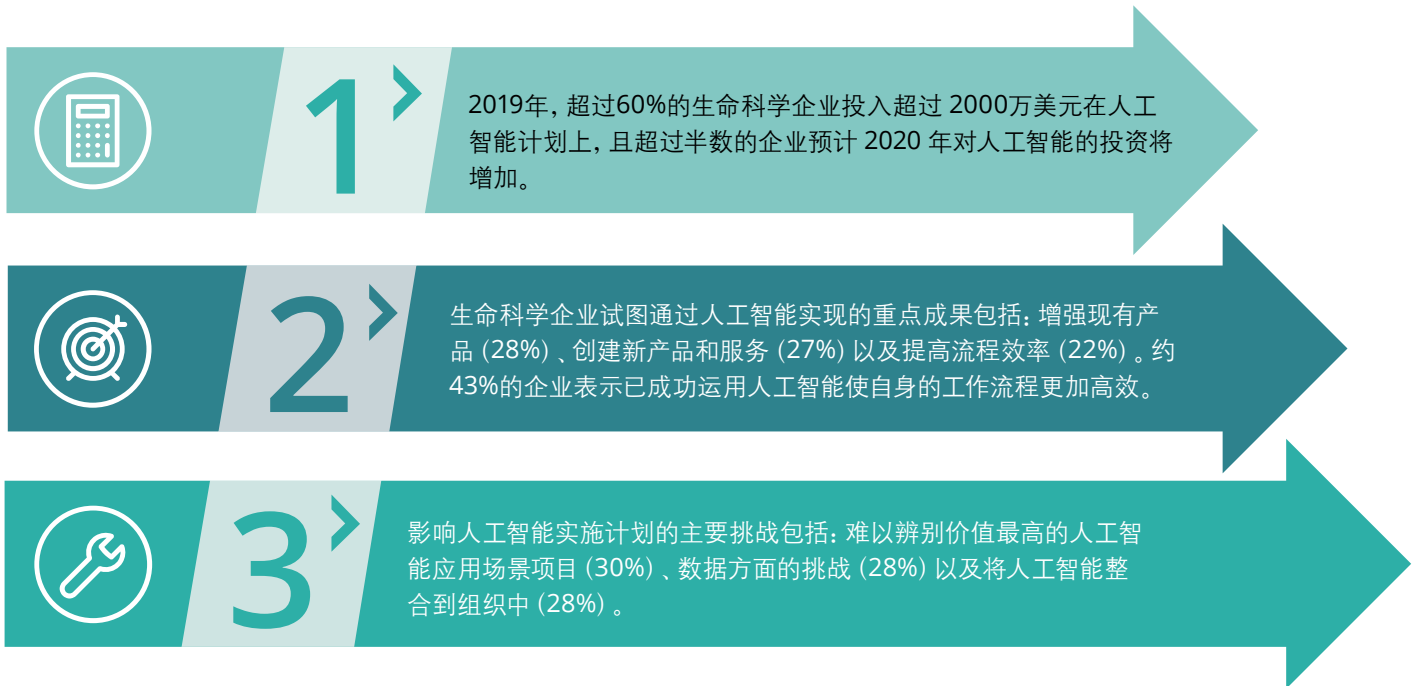 1
2019年，超过60%的生命科学企业投入超过 2000万美元在人工
智能计划上，且超过半数的企业预计 2020 年对人工智能的投资将
增加。
2
生命科学企业试图通过人工智能实现的重点成果包括：增强现有产
品（28%）、创建新产品和服务（27%）以及提高流程效率（22%）。约
43%的企业表示已成功运用人工智能使自身的工作流程更加高效。
3
影响人工智能实施计划的主要挑战包括：难以辨别价值最高的人工智
能应用场景项目（30%）、数据方面的挑战（28%）以及将人工智能整
合到组织中（28%）。